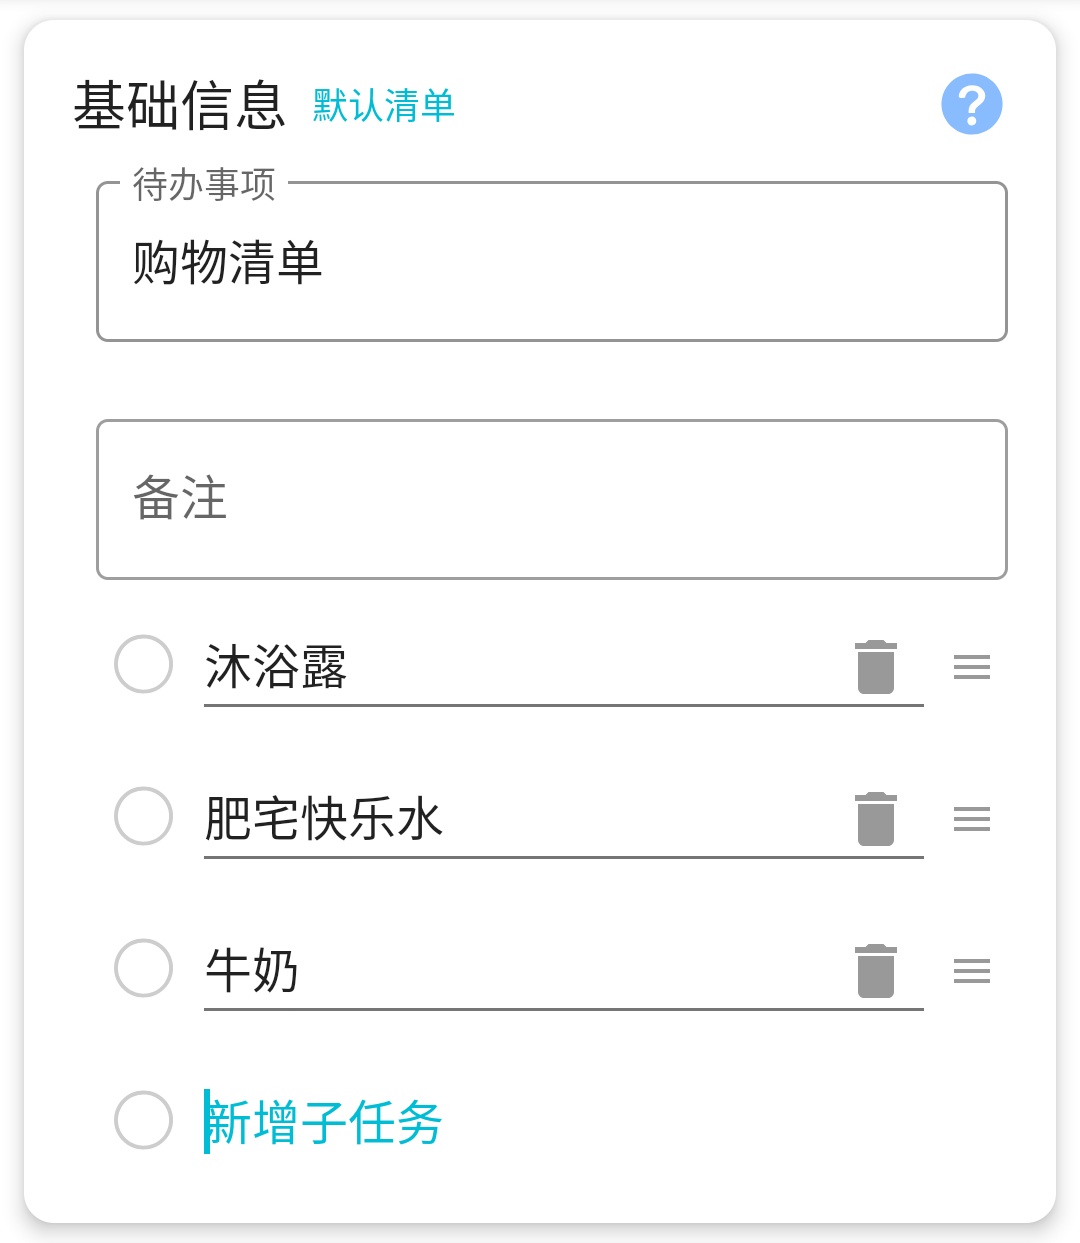 基础信息 默认清单
待办事项
购物清单
备注
沐浴露
肥宅快乐水
牛奶
新增子任务